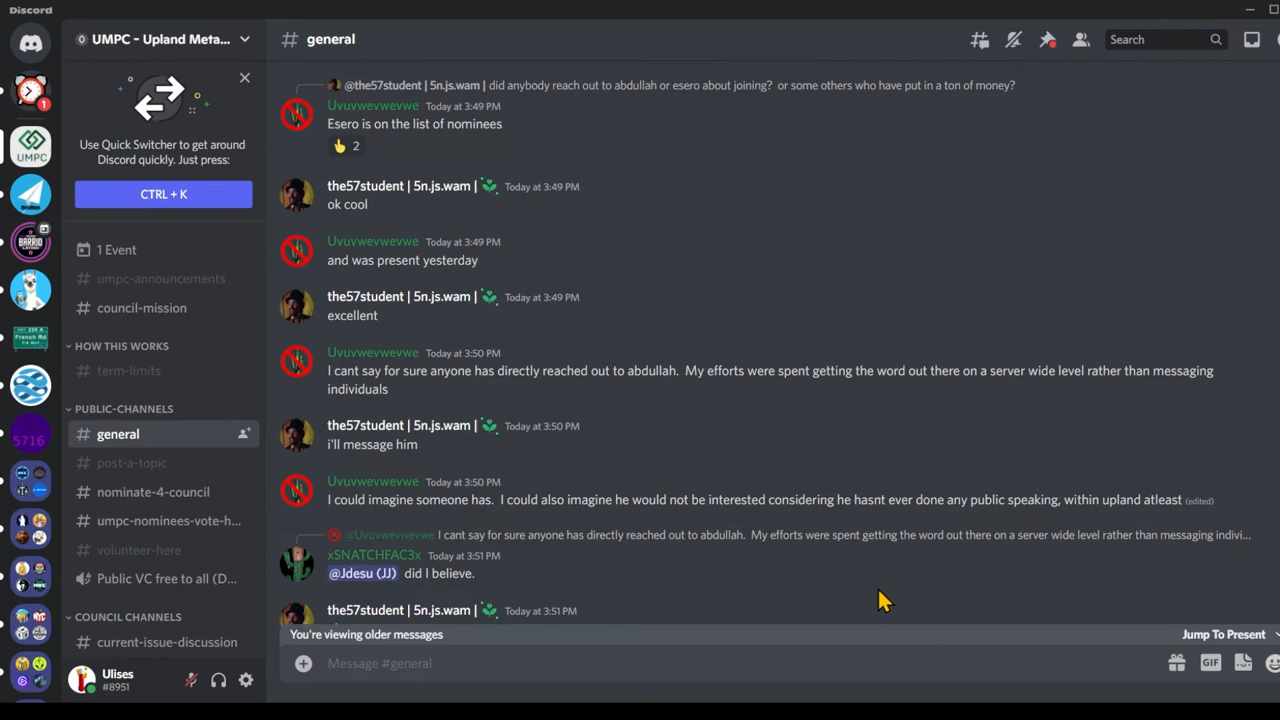 Discord
UMPC - Upland Meta...
general
Search
1
UMPC
5716
Use Quick Switcher to get around
Discord quickly. Just press:
CTRL + K
1 Event
umpc-announcements
council-mission
HOW THIS WORKS
term-limits
PUBLIC-CHANNELS
general
post-a-topic
nominate-4-council
umpc-nominees-vote-h...
volunteer-here
Public VC free to all (D...
COUNCIL CHANNELS
current-issue-discussion
Ulises
#8951
@the57student | 5n.js.wam | did anybody reach out to abdullah or esero about joining? or some others who have put in a ton of money?
Uvuvwevwevwe Today at 3:49 PM
Esero is on the list of nominees
2
the57student | 5n.js.wam | Today at 3:49 PM
ok cool
Uvuvwevwevwe Today at 3:49 PM
and was present yesterday
the57student | 5n.js.wam | Today at 3:49 PM
excellent
Uvuvwevwevwe Today at 3:50 PM
I cant say for sure anyone has directly reached out to abdullah. My efforts were spent getting the word out there on a server wide level rather than messaging
individuals
the57student | 5n.js.wam | Today at 3:50 PM
i'll message him
Uvuvwevwevwe Today at 3:50 PM
I could imagine someone has. I could also imagine he would not be interested considering he hasnt ever done any public speaking, within upland atleast (edited)
@Uvuvwevwevwe I cant say for sure anyone has directly reached out to abdullah. My efforts were spent getting the word out there on a server wide level rather than messaging indivi...
xSNATCHFAC3x Today at 3:51 PM
@Jdesu (JJ) did I believe.
the57student | 5n.js.wam | Today at 3:51 PM
You're viewing older messages
Jump To Present
Message #general
GIF